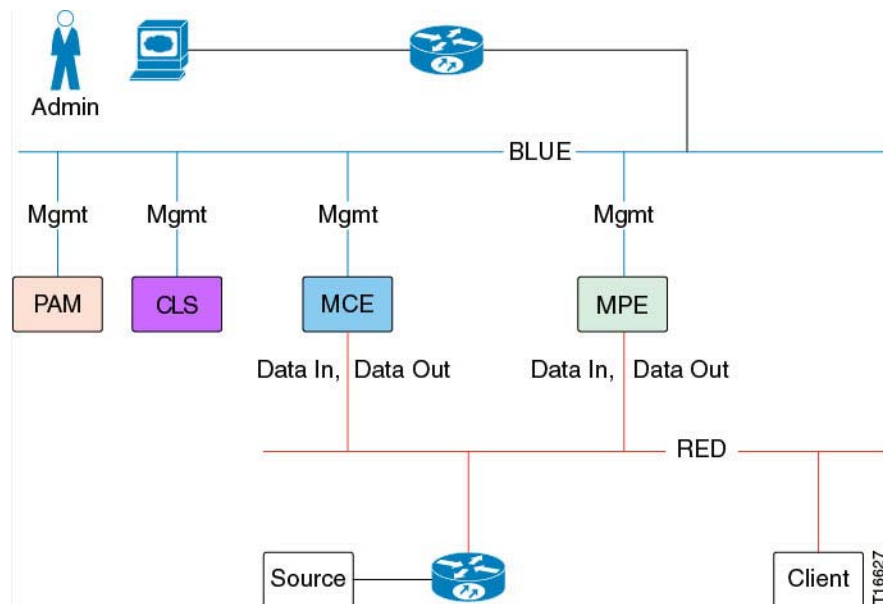 Admin
BLUE
Mgmt Mgmt Mgmt Mgmt
PAM CLS MCE MPE
Data In, Data Out Data In, Data Out
RED
Source Client
T16627